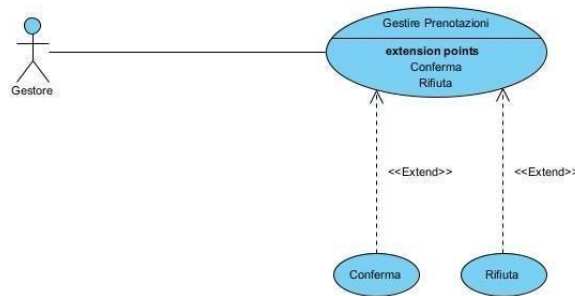 Gestire Prenotazioni
extension points
Conferma
Rifiuta
Gestore
<<Extend>>
<<Extend>>
Conferma
Rifiuta